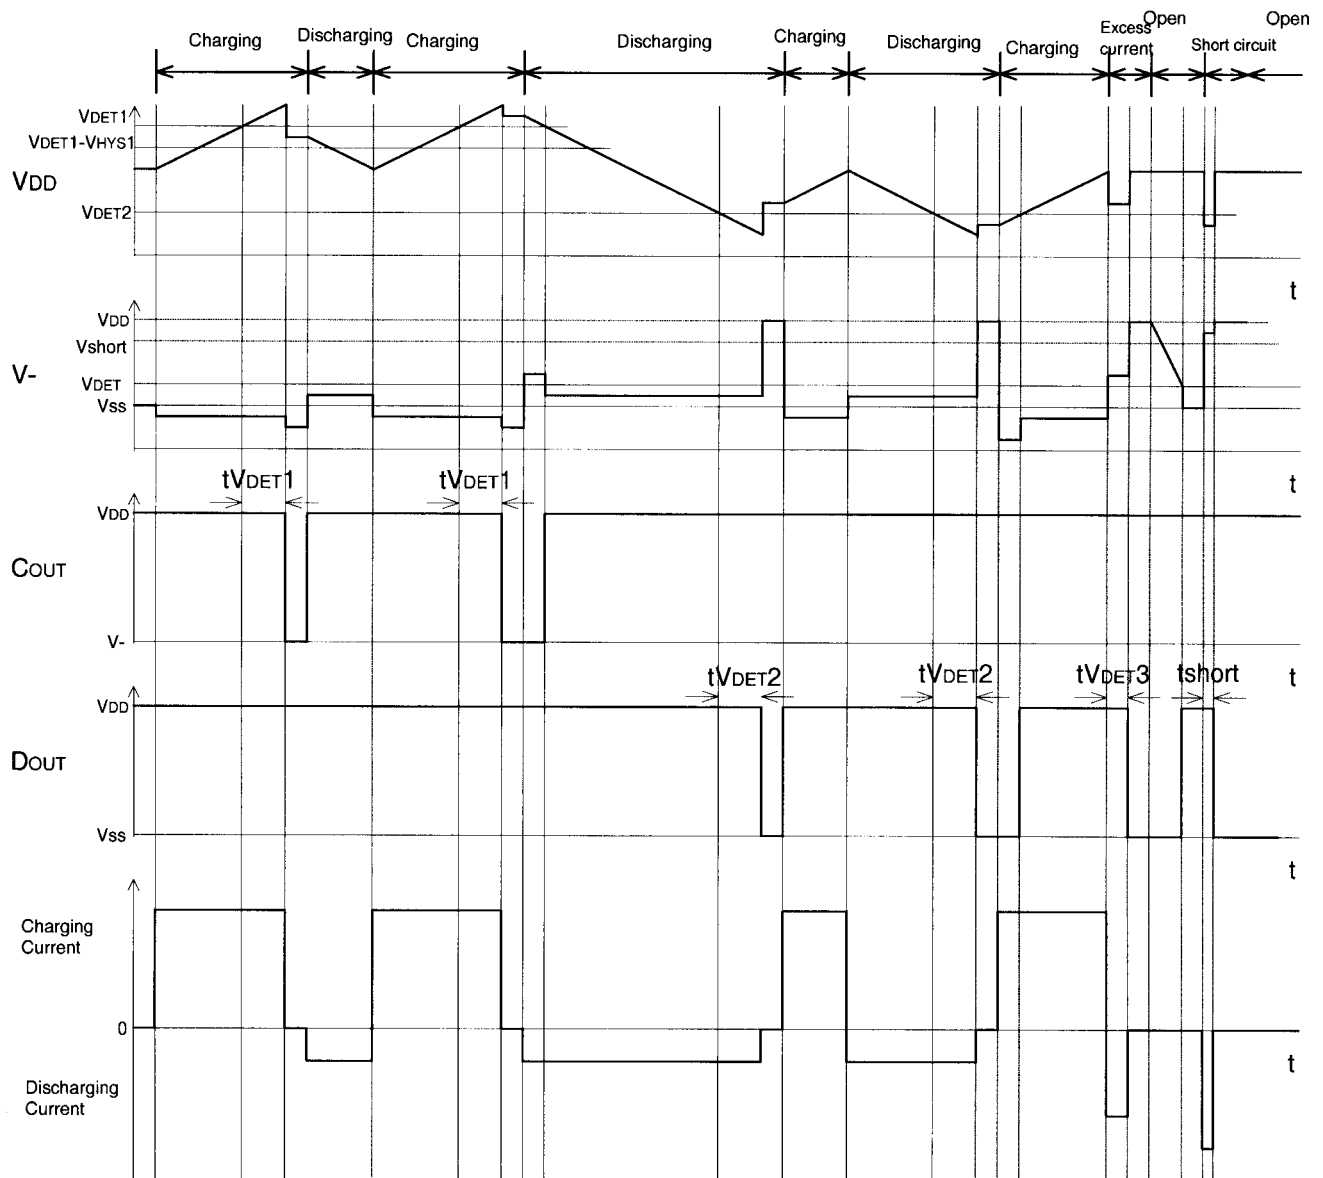 Charging
Discharging
Charging
Discharging
Charging
Discharging
Charging
Excess
current
Open
Short circuit
Open
VDET1
VDET1-VHYS1
VDD
VDET2
t
VDD
Vshort
V-
VDET
VSS
t
tVDET1
tVDET1
VDD
COUT
V-
t
tVDET2
tVDET2
tVDET3
tshort
VDD
DOUT
VSS
t
Charging
Current
0
t
Discharging
Current